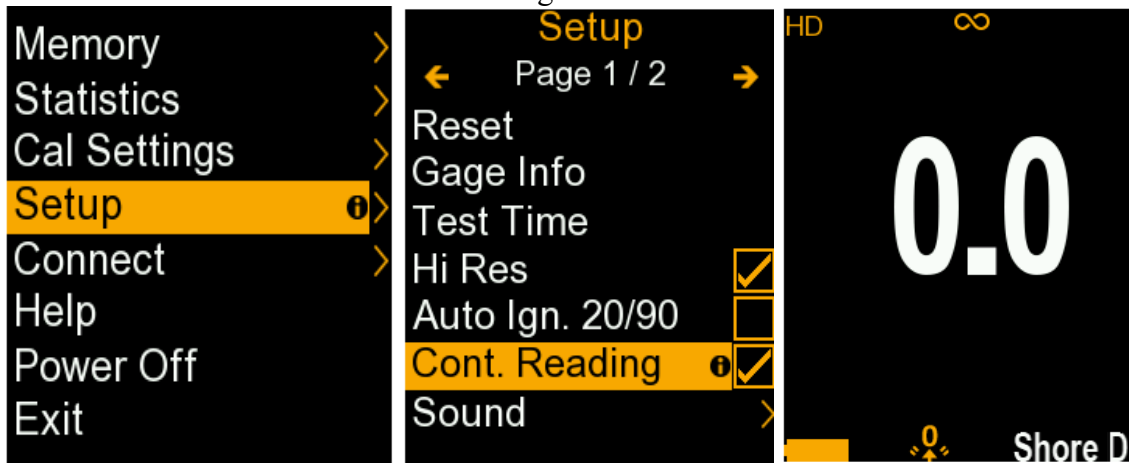 Memory
Statistics
Cal Settings
Setup
Connect
Help
Power Off
Exit
Setup
Page 1 / 2
Reset
Gage Info
Test Time
Hi Res
Auto Ign. 20/90
Cont. Reading
Sound
HD ∞
0.0
0
Shore D